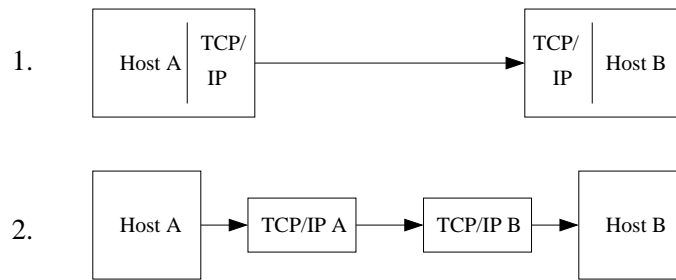 1.
Host A
TCP/
IP
TCP/
IP
Host B
2.
Host A
TCP/IP A
TCP/IP B
Host B